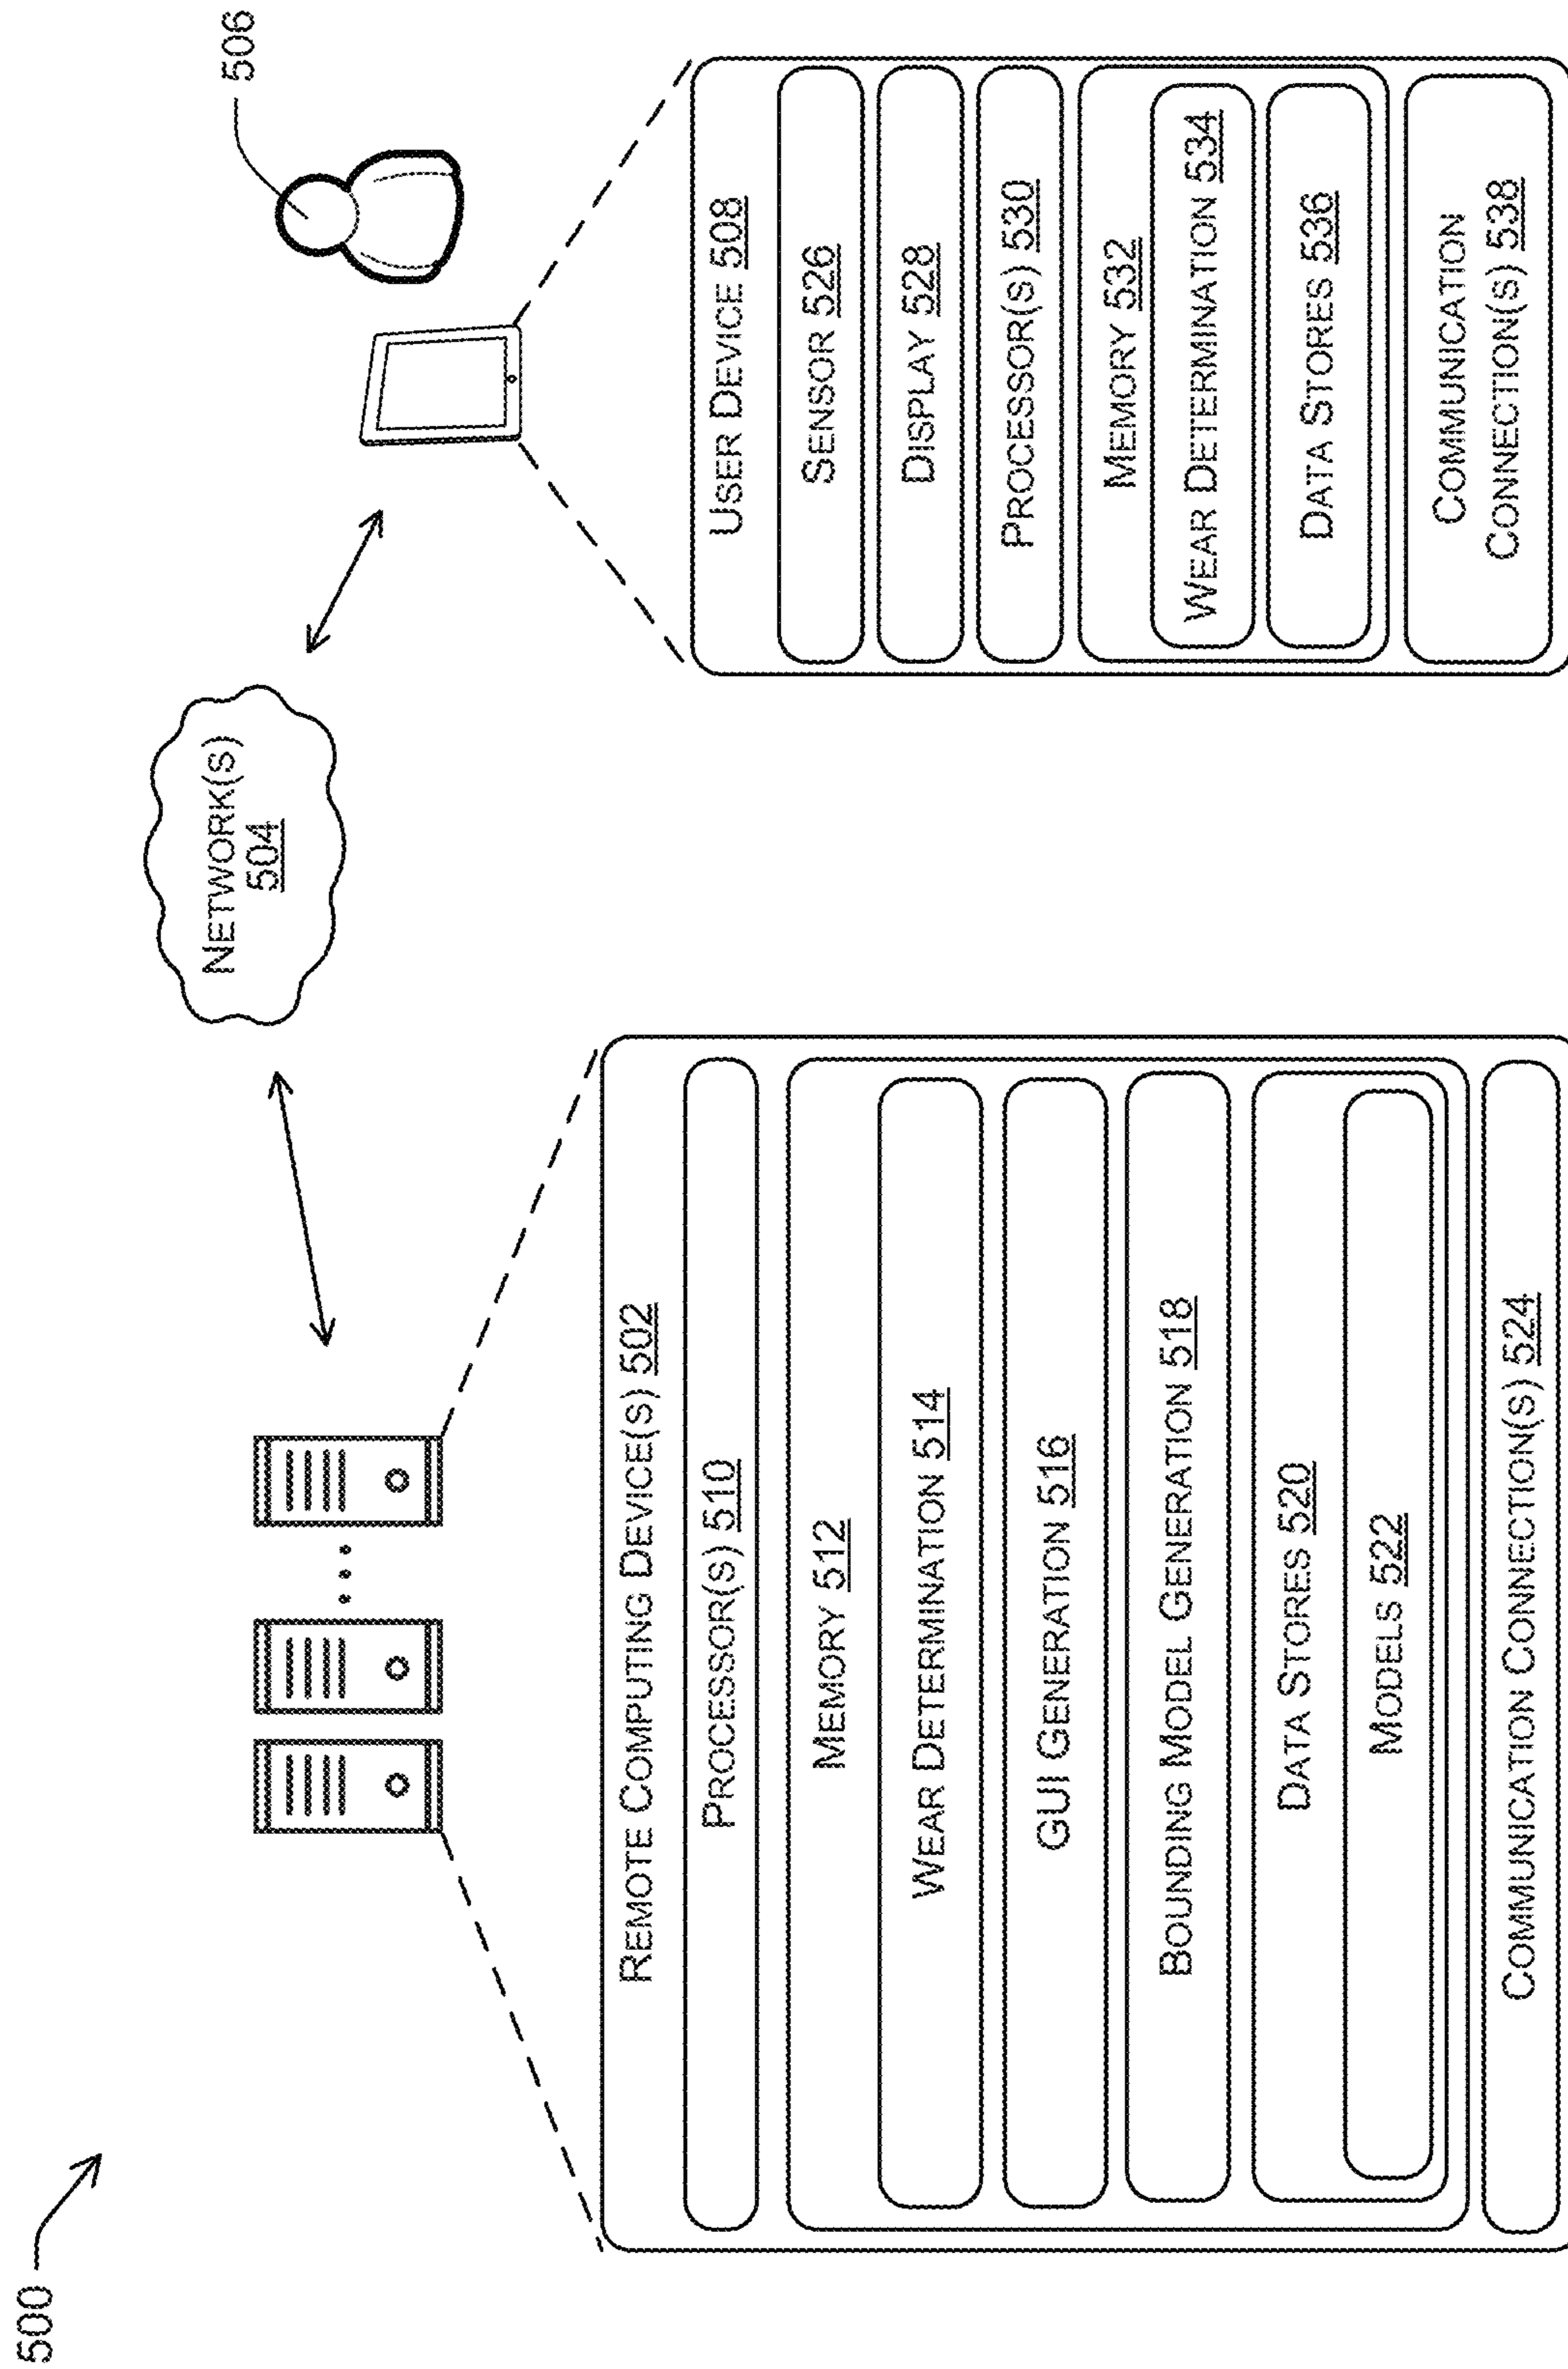 500
506
NETWORK(S)
504
REMOTE COMPUTING DEVICE(S) 502
PROCESSOR(S) 510
MEMORY 512
WEAR DETERMINATION 514
GUI GENERATION 516
BOUNDING MODEL GENERATION 518
DATA STORES 520
MODELS 522
COMMUNICATION CONNECTION(S) 524
USER DEVICE 508
SENSOR 526
DISPLAY 528
PROCESSOR(S) 530
MEMORY 532
WEAR DETERMINATION 534
DATA STORES 536
COMMUNICATION
CONNECTION(S) 538